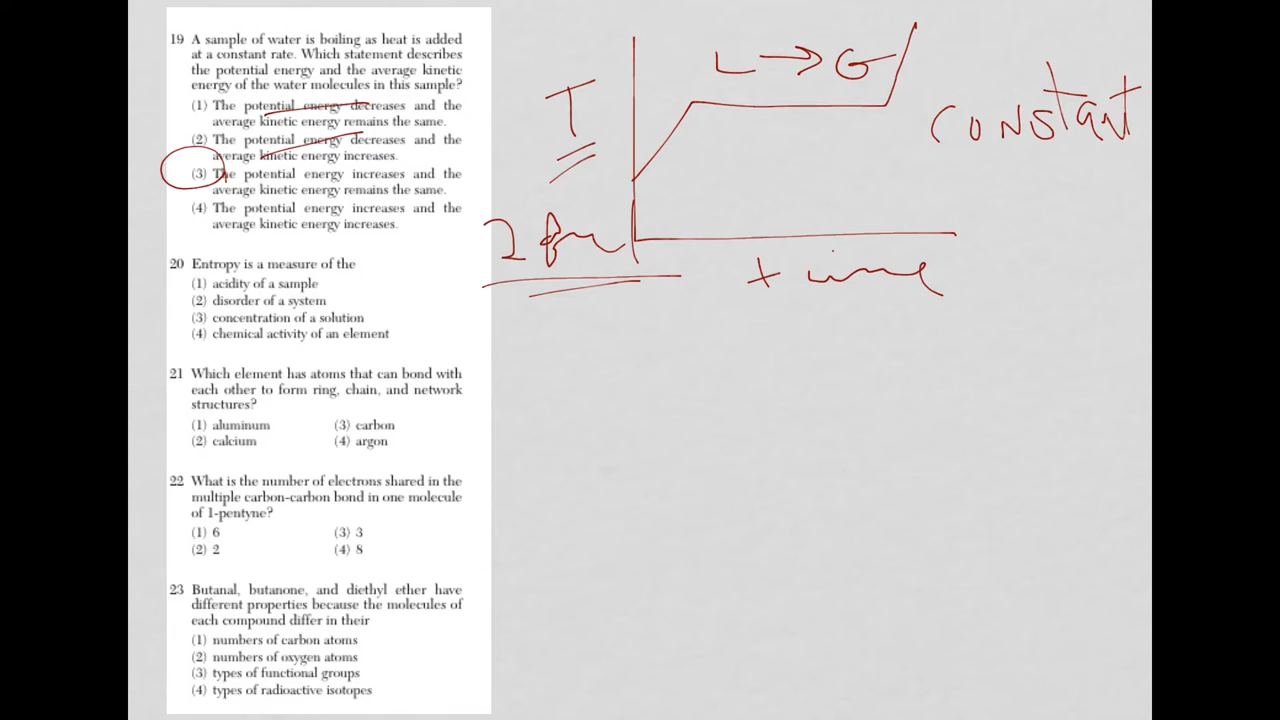 19 A sample of water is boiling as heat is added
at a constant rate. Which statement describes
the potential energy and the average kinetic
energy of the water molecules in this sample?
(1) The potential energy decreases and the
average kinetic energy remains the same.
(2) The potential energy decreases and the
average kinetic energy increases.
(3) The potential energy increases and the
average kinetic energy remains the same.
(4) The potential energy increases and the
average kinetic energy increases.
20 Entropy is a measure of the
(1) acidity of a sample
(2) disorder of a system
(3) concentration of a solution
(4) chemical activity of an element
21 Which element has atoms that can bond with
each other to form ring, chain, and network
structures?
(1) aluminum (3) carbon
(2) calcium (4) argon
22 What is the number of electrons shared in the
multiple carbon-carbon bond in one molecule
of 1-pentyne?
(1) 6 (3) 3
(2) 2 (4) 8
23 Butanal, butanone, and diethyl ether have
different properties because the molecules of
each compound differ in their
(1) numbers of carbon atoms
(2) numbers of oxygen atoms
(3) types of functional groups
(4) types of radioactive isotopes
L → G
T
CONSTANT
time